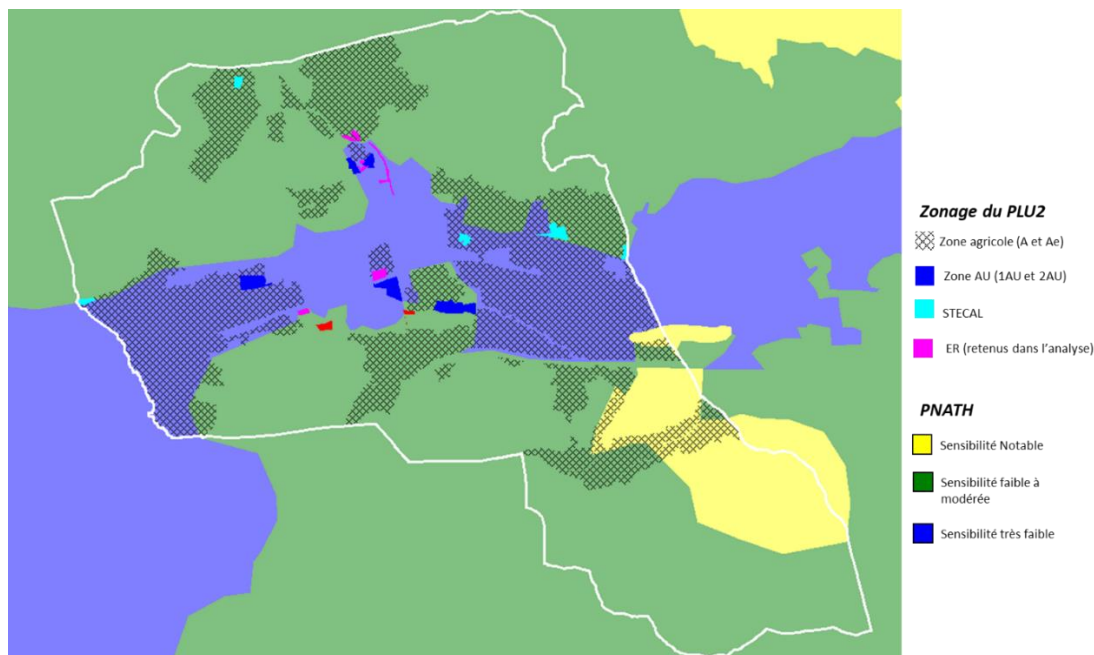 Zonage du PLU2
Zone agricole (A et Ae)
Zone AU (1AU et 2AU)
STECAL
ER (retenus dans l'analyse)
PNATH
Sensibilité Notable
Sensibilité faible à
modérée
Sensibilité très faible